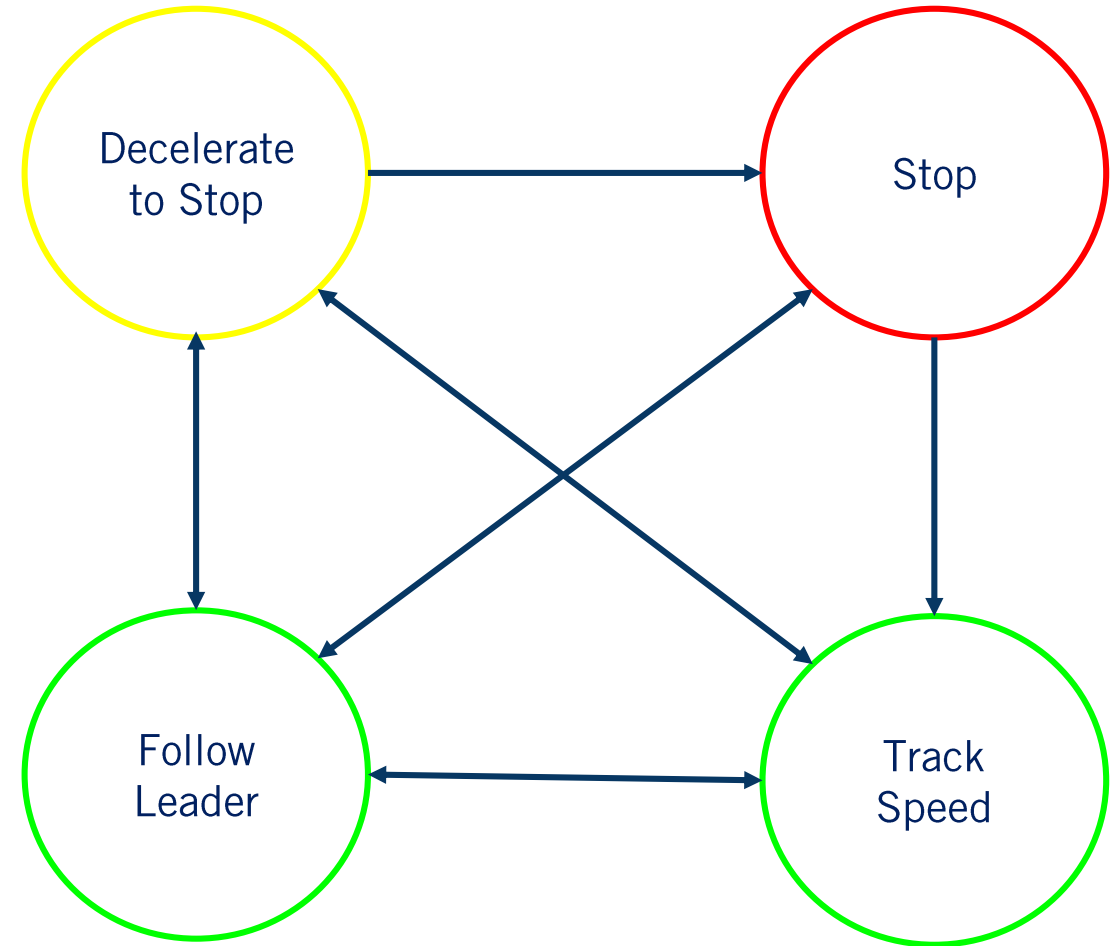 Decelerate
to Stop
Stop
Follow
Leader
Track
Speed